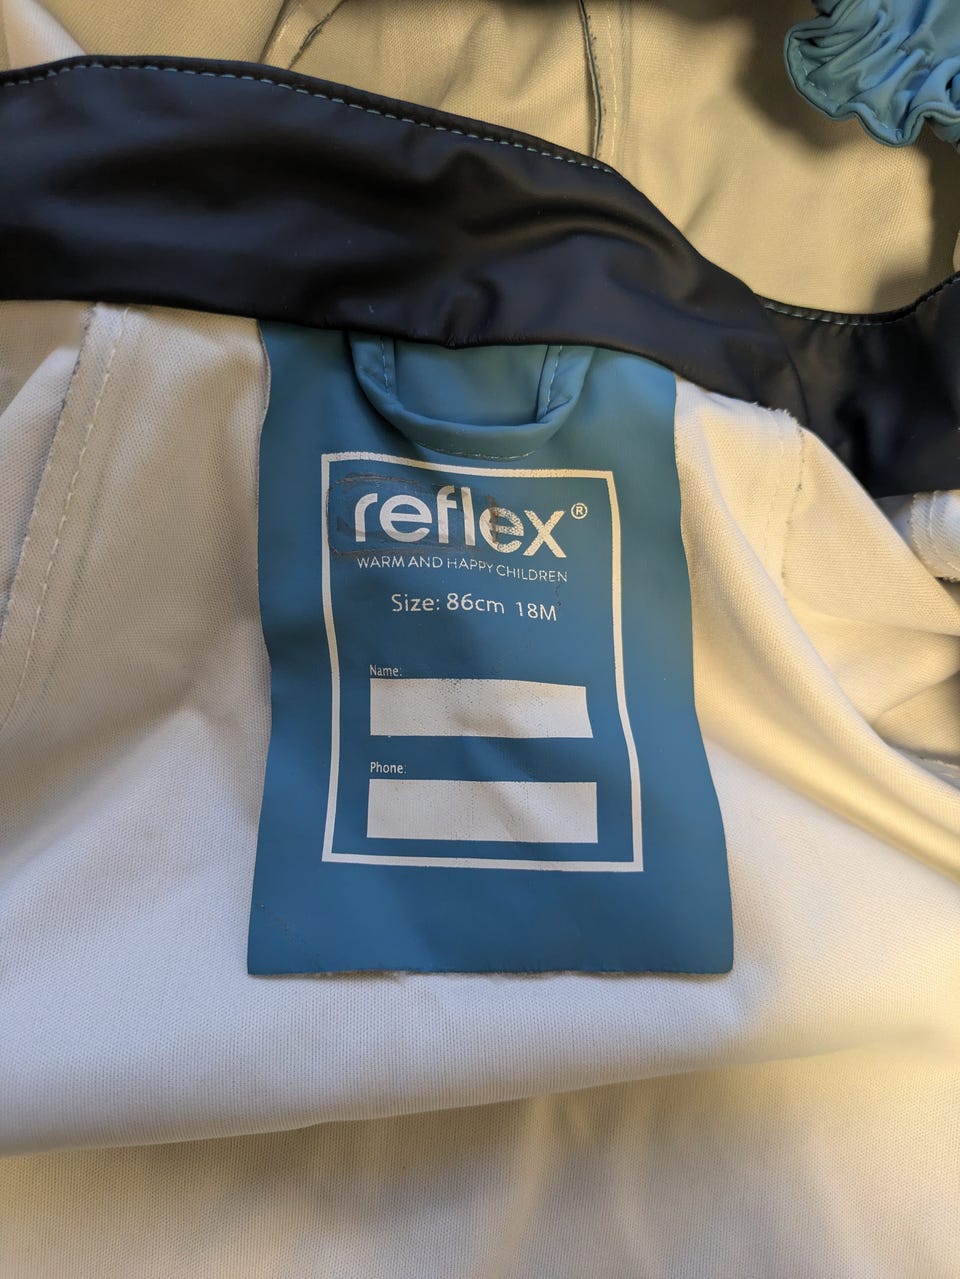 reflex®
WARM AND HAPPY CHILDREN
Size: 86cm 18M
Name:
Phone: